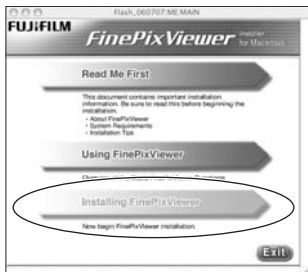 Flash_060707:ME:MAIN
FUJIFILM
FinePixViewer Installer
for Macintosh
Read Me First
This document contains important installation
information. Be sure to read this before beginning the
installation.
- About FinePixViewer
- System Requirements
- Installation Tips
Using FinePixViewer
Installing FinePixViewer
Now begin FinePixViewer installation.
Exit